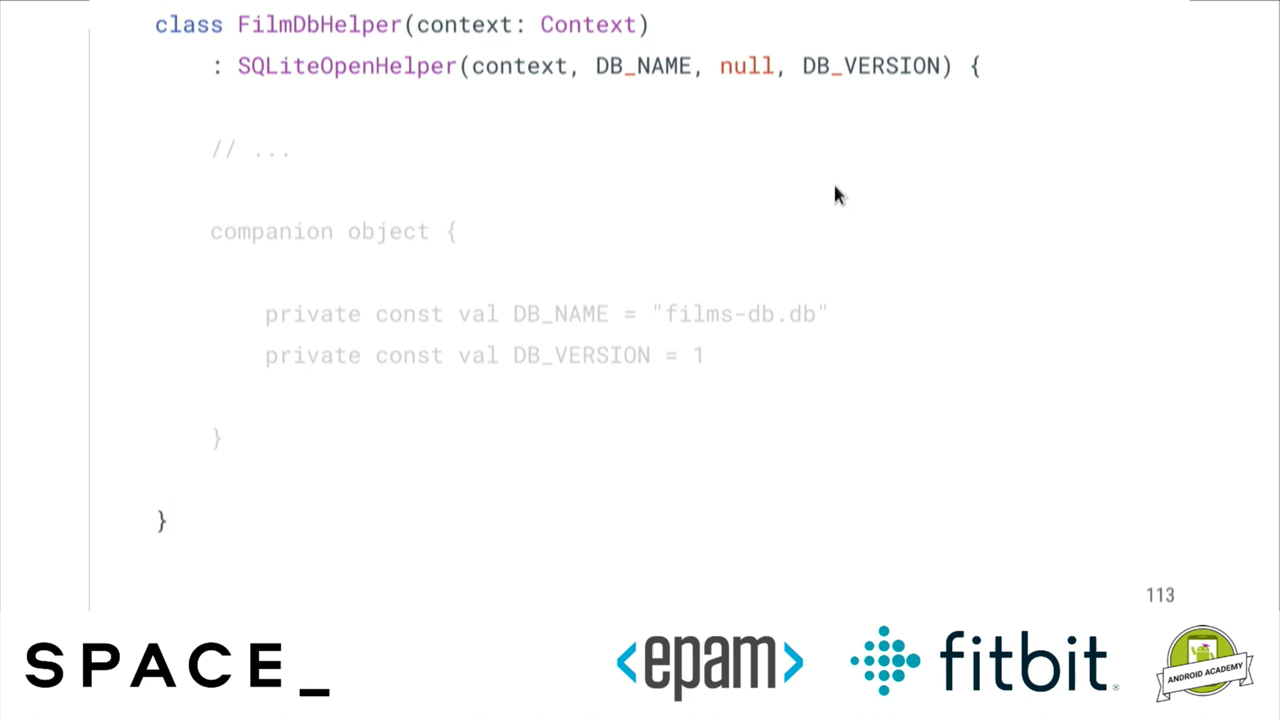 class FilmDbHelper(context: Context)
: SQLiteOpenHelper(context, DB_NAME, null, DB_VERSION) {
// ...
companion object {
private const val DB_NAME = "films-db.db"
private const val DB_VERSION = 1
}
}
113
SPACE_
<epam>
fitbit®
ANDROID ACADEMY